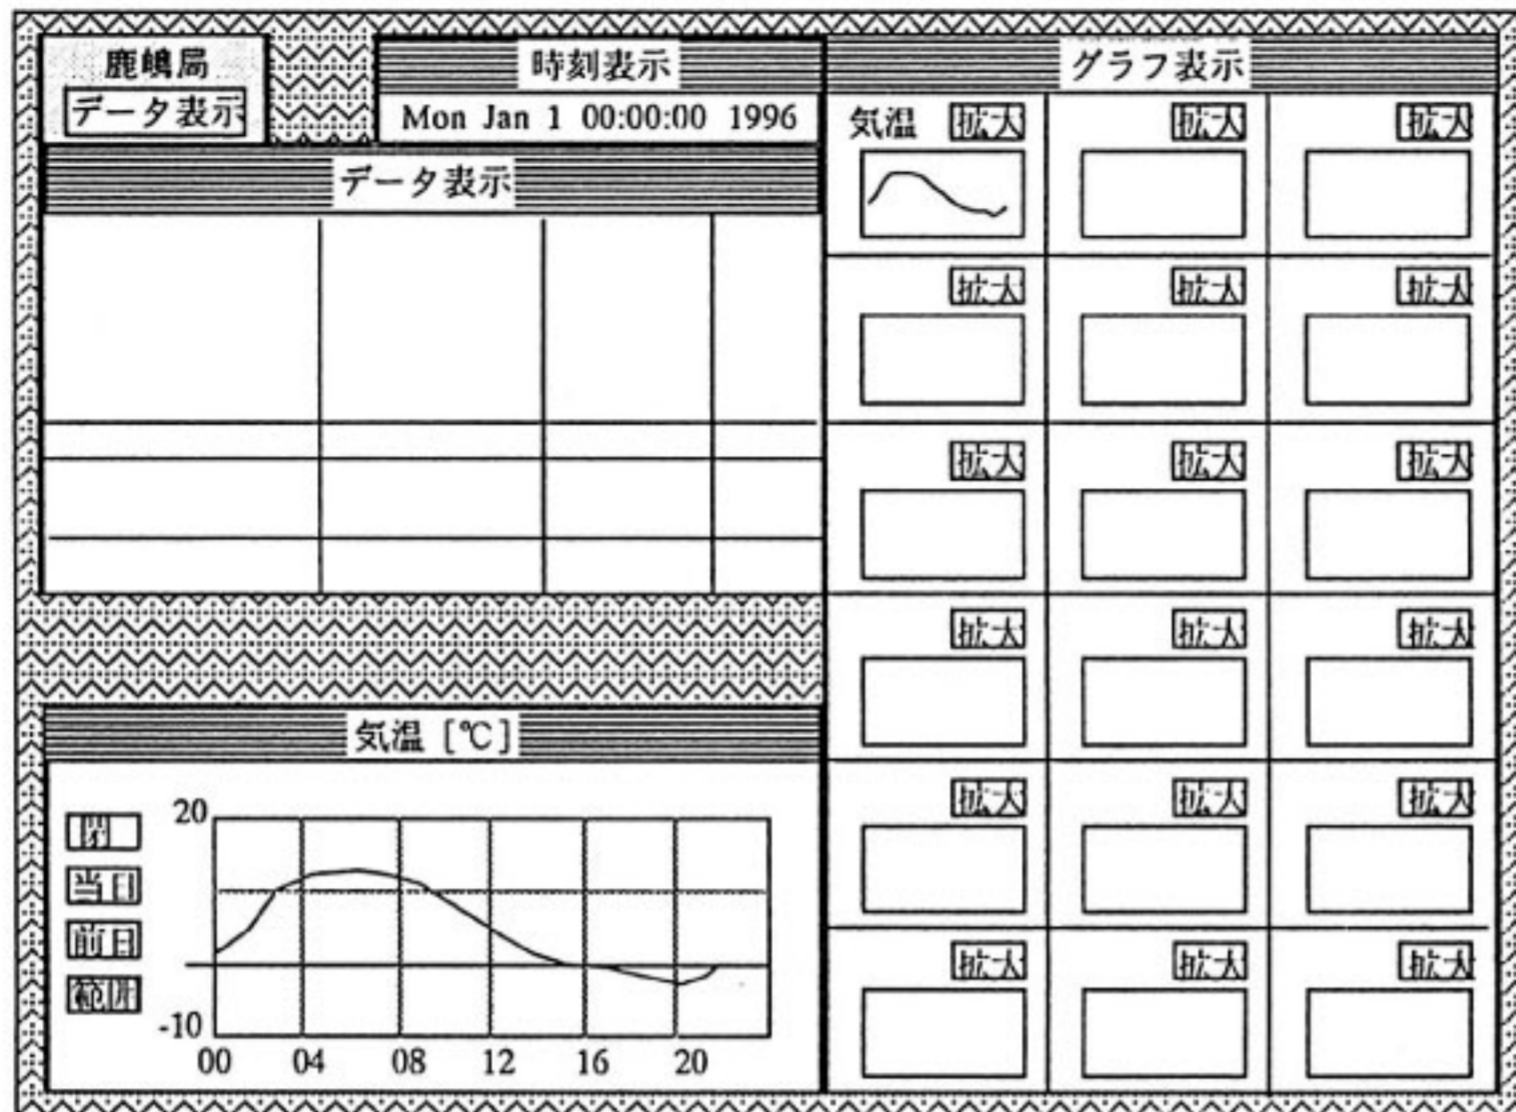 鹿嶋局
データ表示
時刻表示
Mon Jan 1 00:00:00 1996
データ表示
グラフ表示
気温 拡大 拡大 拡大
拡大 拡大 拡大
拡大 拡大 拡大
拡大 拡大 拡大
拡大 拡大 拡大
拡大 拡大 拡大
気温 [℃]
閉
当日
前日
範囲
20
-10
00 04 08 12 16 20